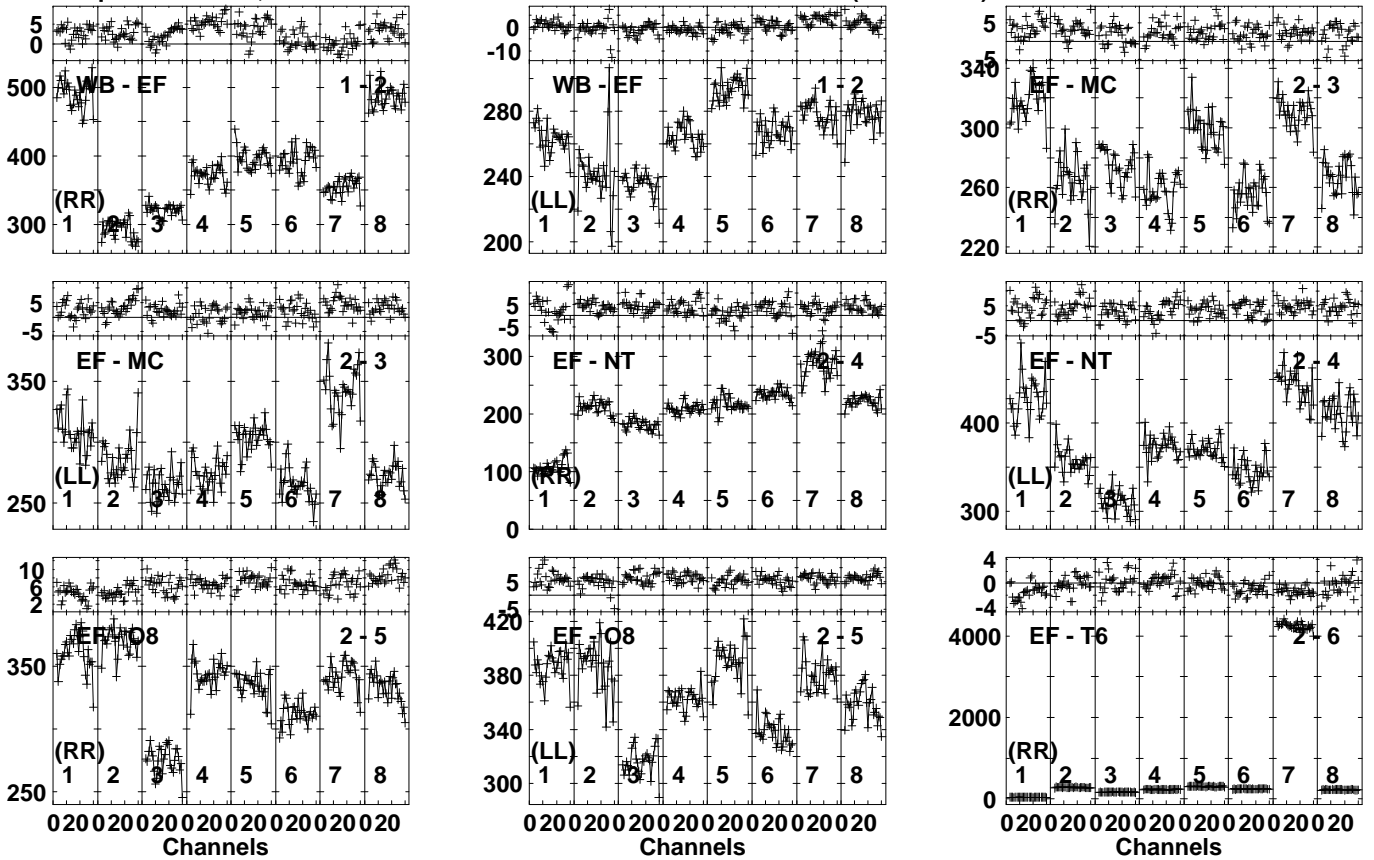 5
0
WB - EF 1 - 2
500
400
300
(RR)
1 2 3 4 5 6 7 8
0
-10
WB - EF 1 - 2
280
240
200
(LL)
1 2 3 4 5 6 7 8
5
-5
EF - MC 2 - 3
340
300
260
220
(RR)
1 2 3 4 5 6 7 8
5
-5
EF - MC 2 - 3
350
250
(LL)
1 2 3 4 5 6 7 8
5
-5
EF - NT 2 - 4
300
200
100
0
(RR)
1 2 3 4 5 6 7 8
5
-5
EF - NT 2 - 4
400
300
(LL)
1 2 3 4 5 6 7 8
10
6
2
EF - O8 2 - 5
350
250
(RR)
1 2 3 4 5 6 7 8
0 20 0 20 0 20 0 20 0 20 0 20 0 20 0 20
Channels
5
-5
EF - O8 2 - 5
420
380
340
300
(LL)
1 2 3 4 5 6 7 8
0 20 0 20 0 20 0 20 0 20 0 20 0 20 0 20
Channels
4
0
-4
EF - T6 2 - 6
4000
2000
0
(RR)
1 2 3 4 5 6 7 8
0 20 0 20 0 20 0 20 0 20 0 20 0 20 0 20
Channels